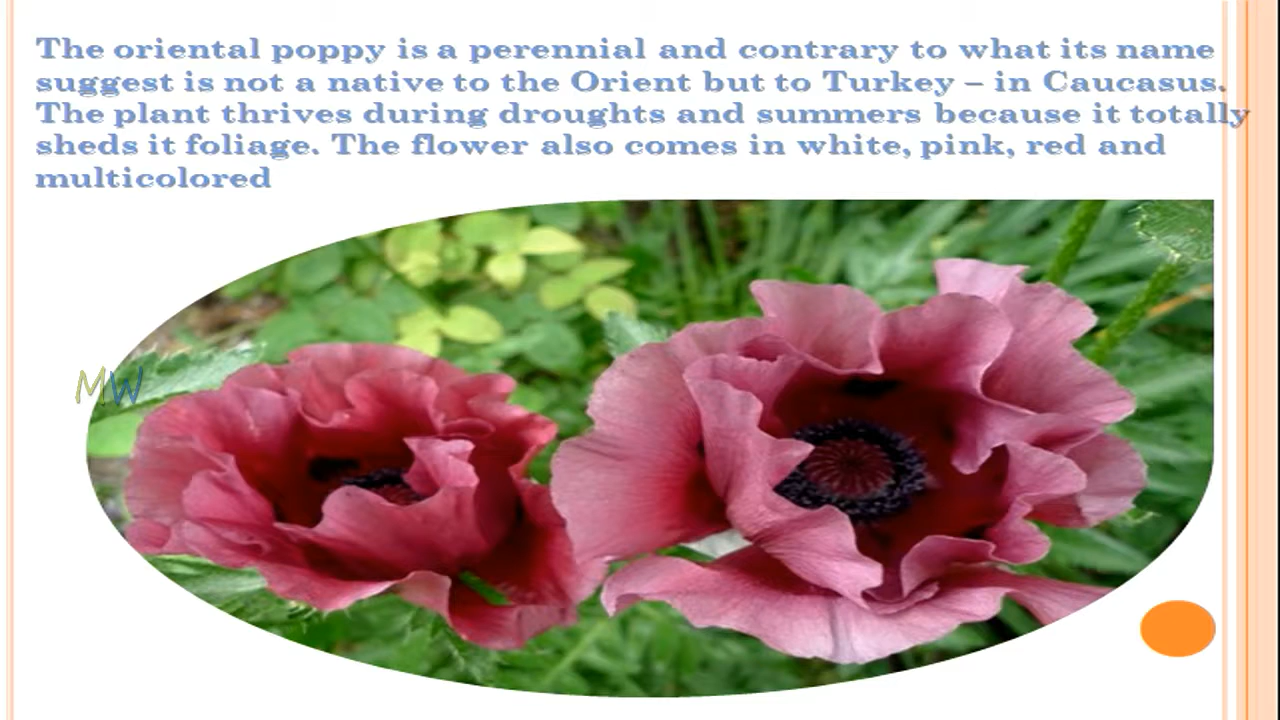 The oriental poppy is a perennial and contrary to what its name
suggest is not a native to the Orient but to Turkey – in Caucasus.
The plant thrives during droughts and summers because it totally
sheds it foliage. The flower also comes in white, pink, red and
multicolored
MW